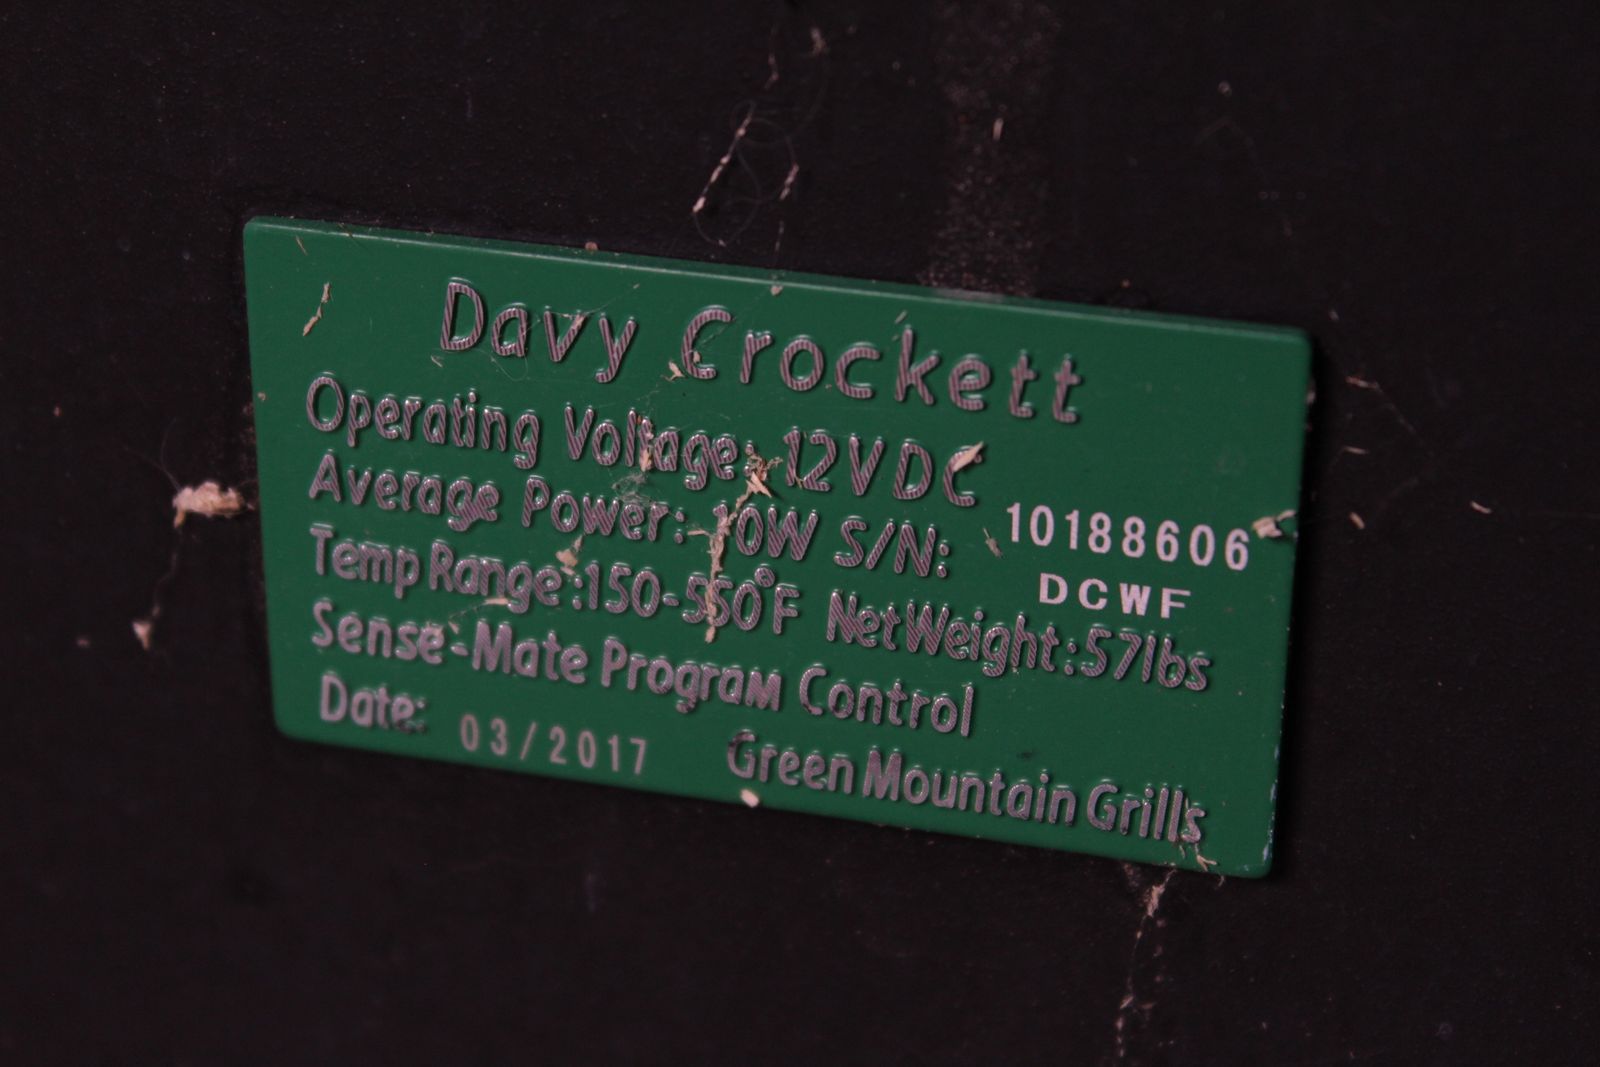 Davy Crockett
Operating Voltage: 12VDC
Average Power: 10W S/N: 10188606
DCWF
Temp Range:150-550°F NetWeight:57lbs
Sense-Mate Program Control
Date: 03/2017 Green Mountain Grills